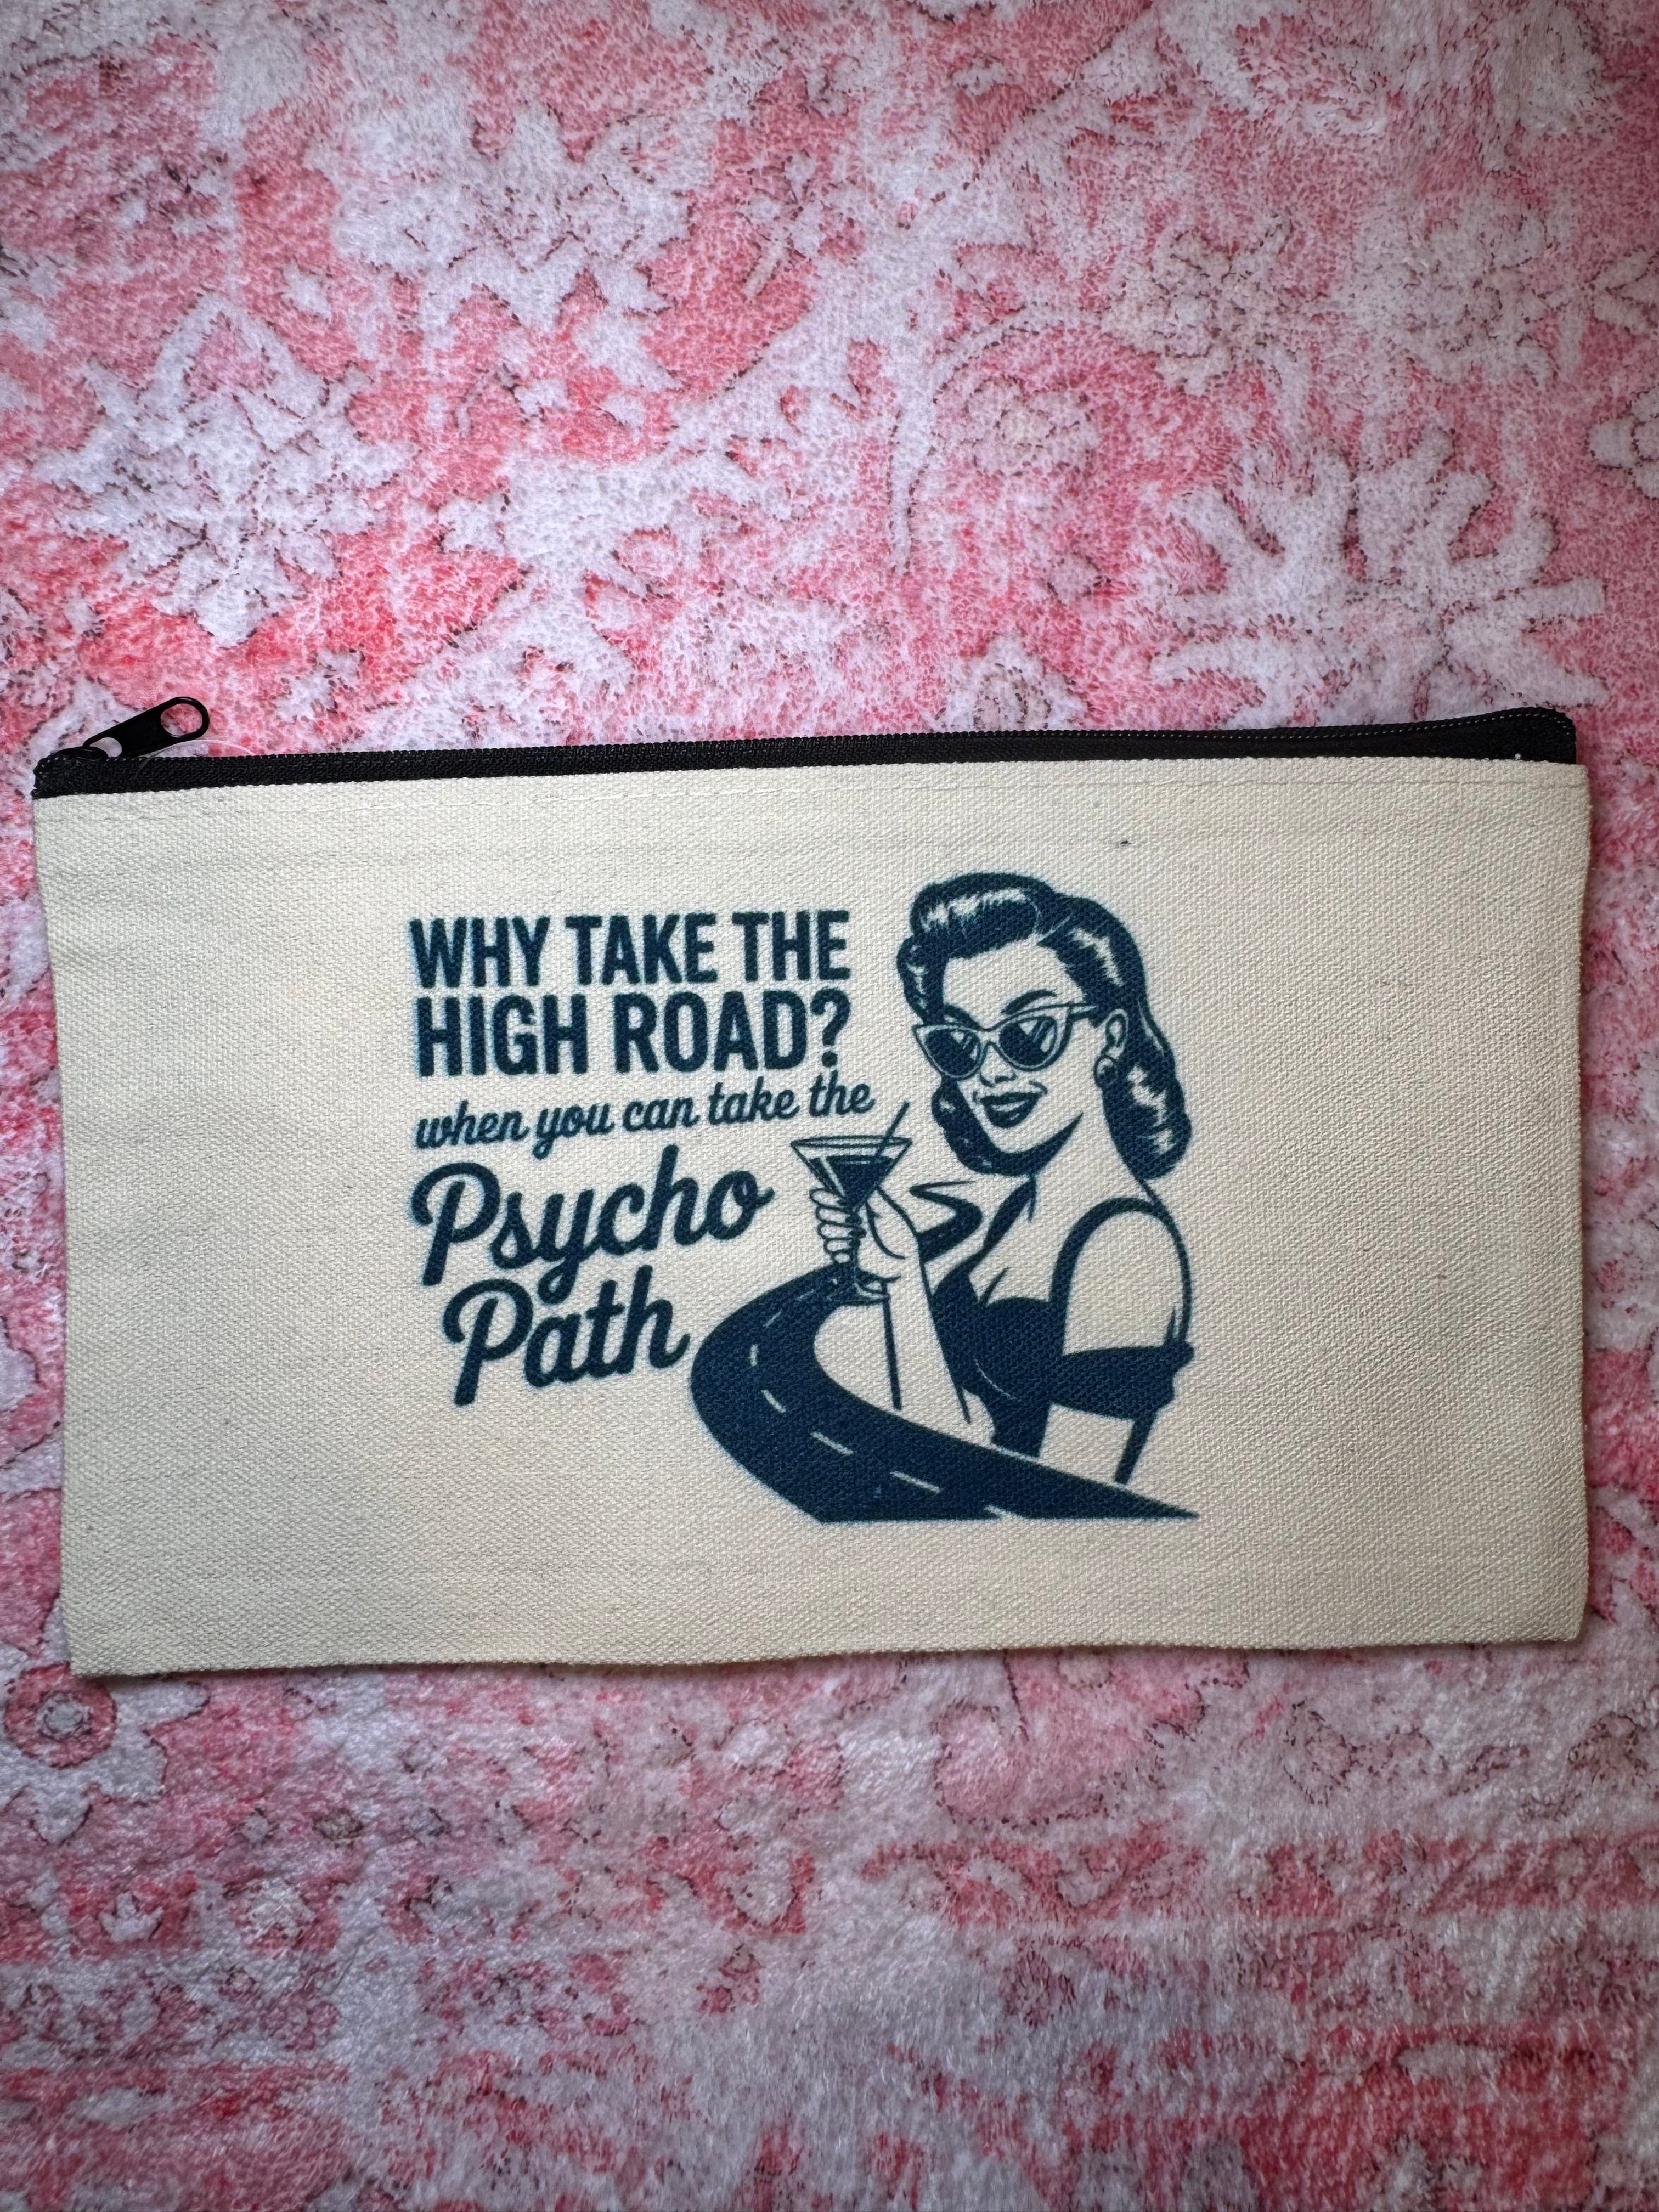 WHY TAKE THE
HIGH ROAD?
when you can take the
Psycho
Path